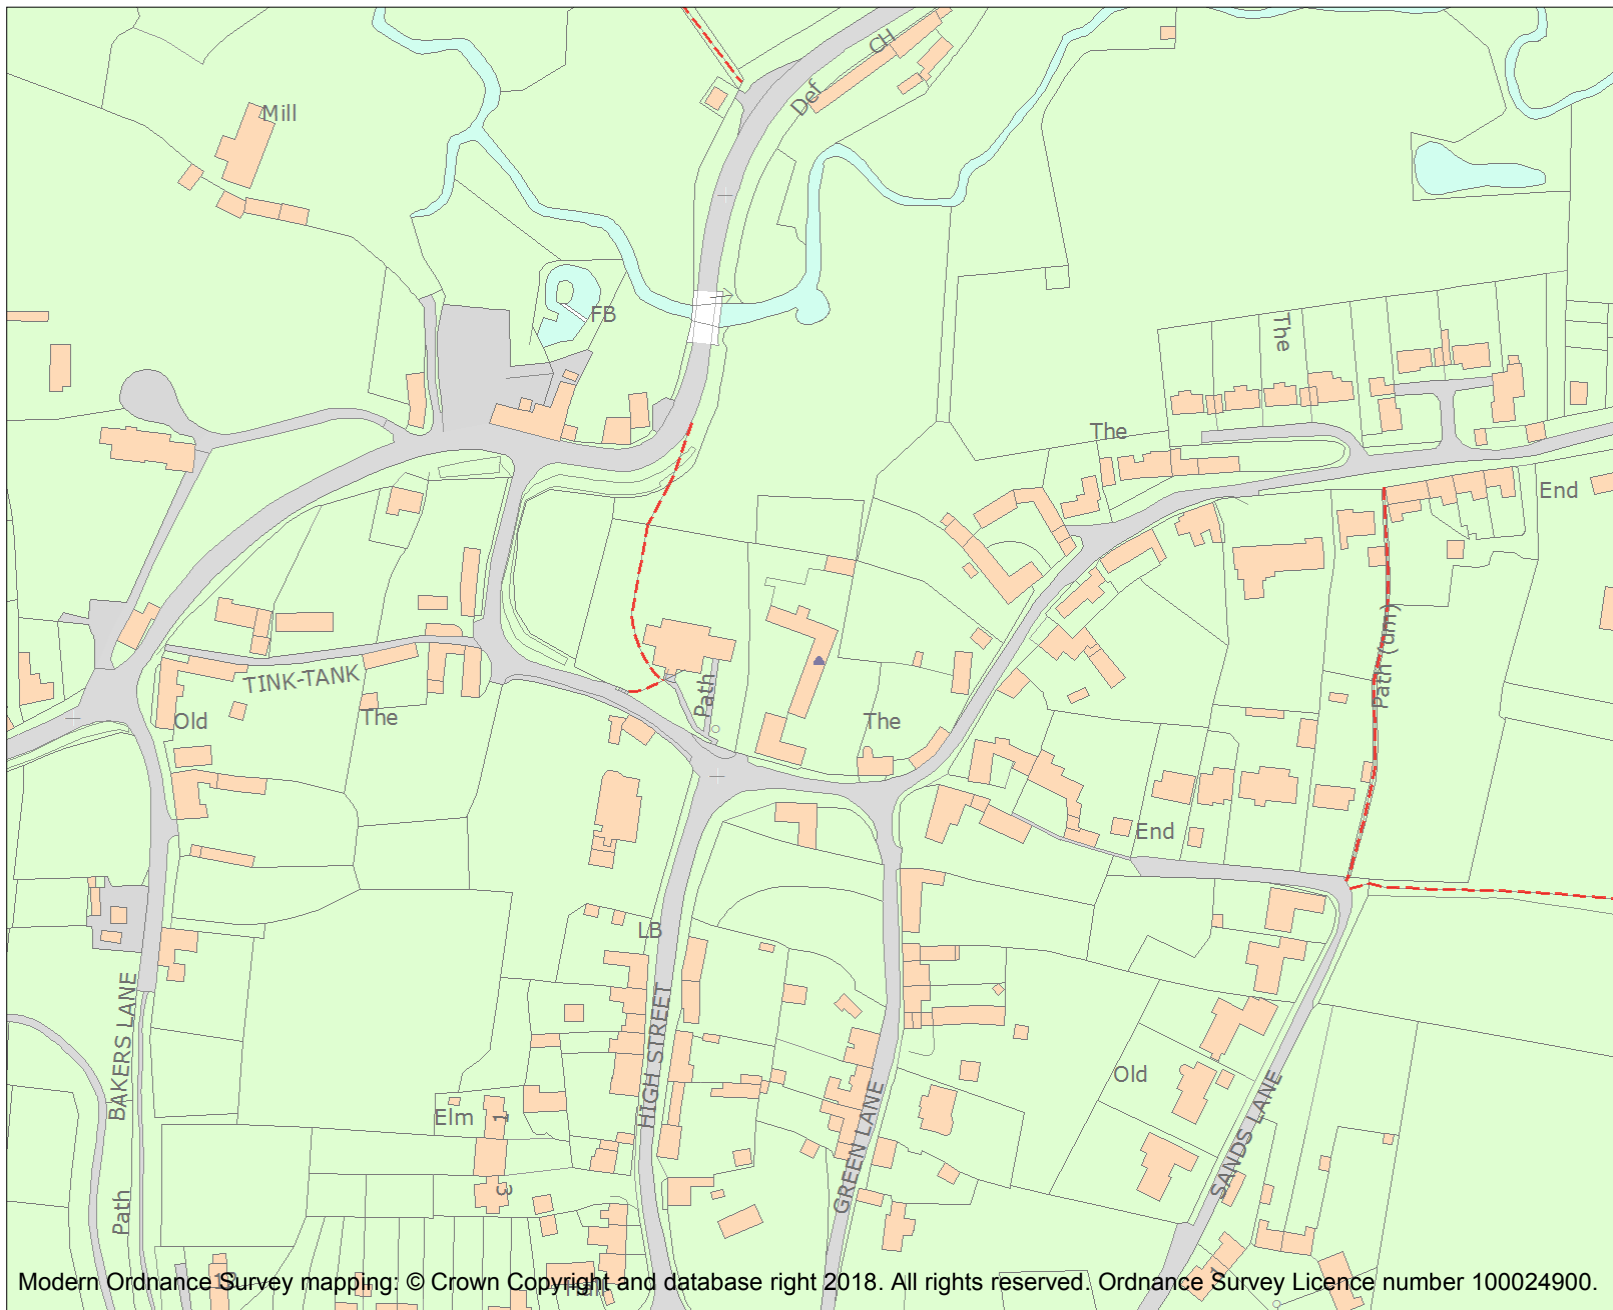 CH
Def
Mill
FB
The
The
End
Path (um)
TINK-TANK
Old
The
Path
The
End
LB
BAKERS LANE
HIGH STREET
Old
Elm
1
GREEN LANE
SANDS LANE
3
Path
Modern Ordnance Survey mapping: © Crown Copyright and database right 2018. All rights reserved. Ordnance Survey Licence number 100024900.